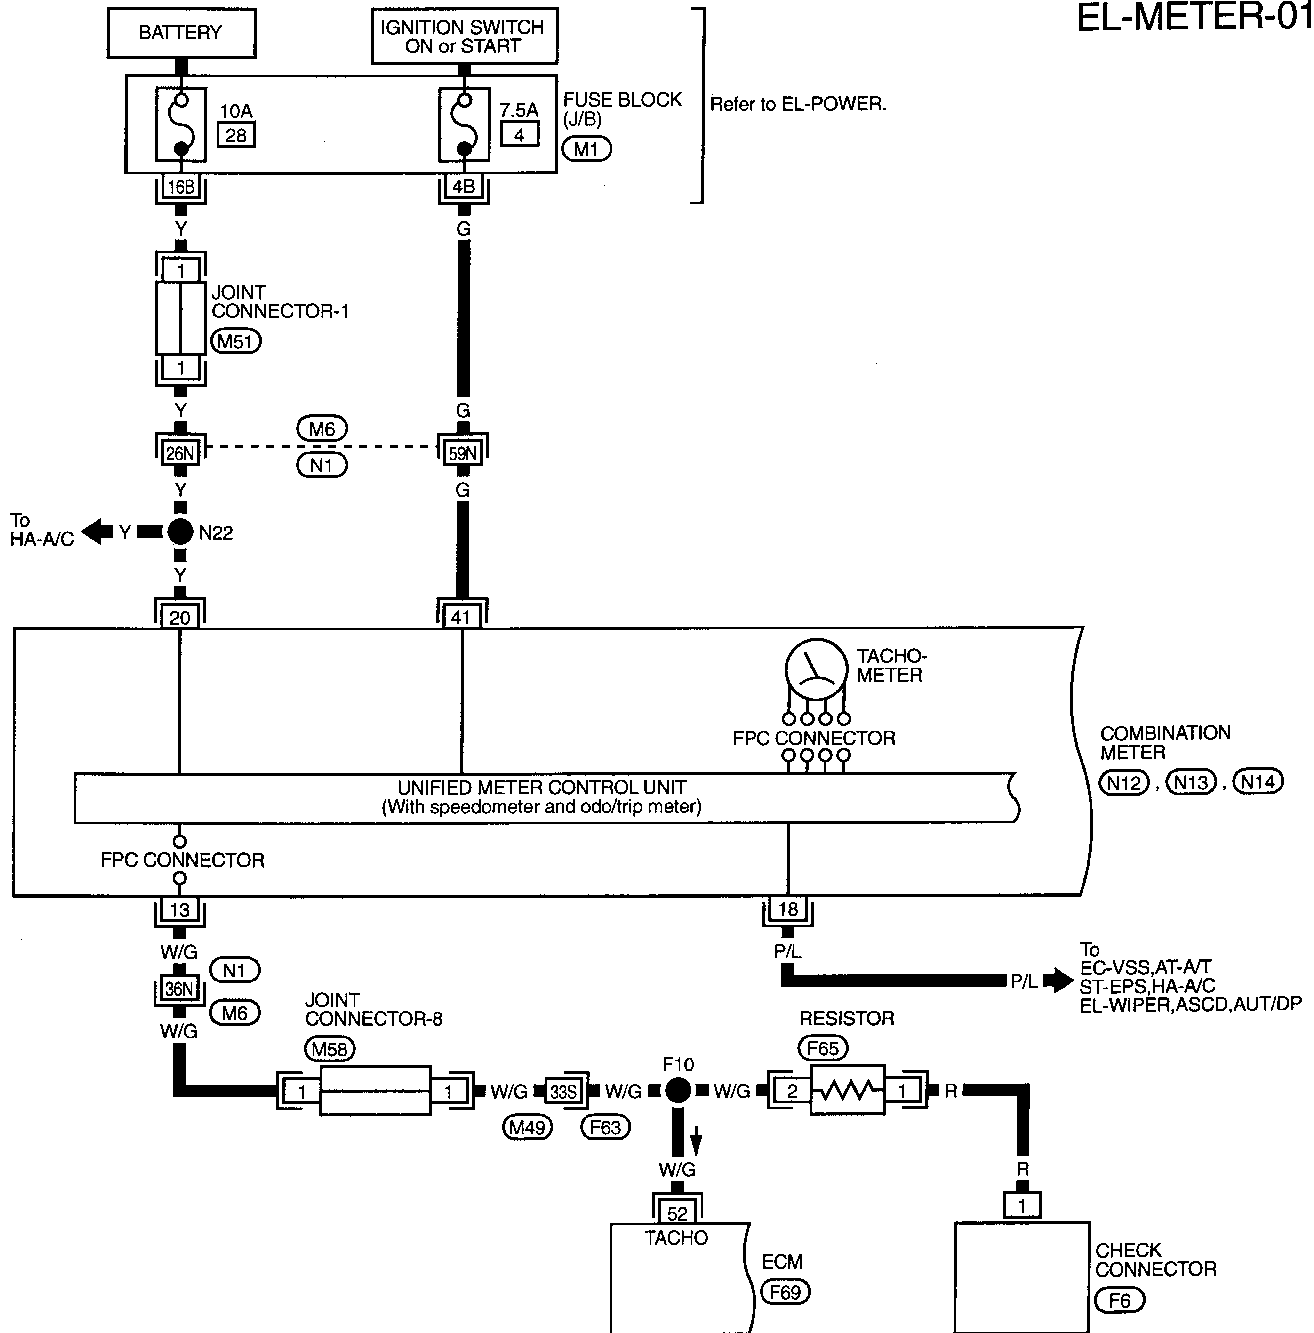 EL-METER-01
BATTERY
IGNITION SWITCH
ON or START
10A
28
7.5A
4
FUSE BLOCK
(J/B)
M1
Refer to EL-POWER.
16B
4B
Y
G
1
JOINT
CONNECTOR-1
M51
1
Y
G
26N
M6
N1
59N
Y
G
To
HA-A/C
Y
N22
Y
20
41
TACHO-
METER
FPC CONNECTOR
COMBINATION
METER
N12 , N13 , N14
UNIFIED METER CONTROL UNIT
(With speedometer and odo/trip meter)
FPC CONNECTOR
13
18
W/G
N1
36N
M6
W/G
P/L
P/L
To
EC-VSS,AT-A/T
ST-EPS,HA-A/C
EL-WIPER,ASCD,AUT/DP
JOINT
CONNECTOR-8
M58
1
1
W/G
33S
W/G
M49
F63
F10
W/G
RESISTOR
F65
2
1
R
R
W/G
52
TACHO
ECM
F69
1
CHECK
CONNECTOR
F6